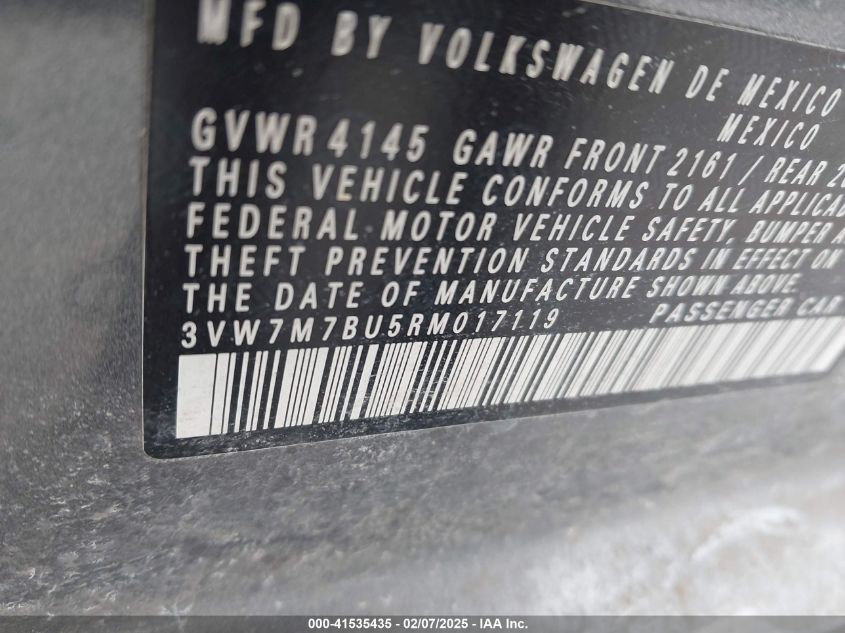 MFD BY VOLKSWAGEN DE MEXICO
MEXICO
GVWR 4145 GAWR FRONT 2161 / REAR
THIS VEHICLE CONFORMS TO ALL
FEDERAL MOTOR VEHICLE SAFETY, BUMPER
THEFT PREVENTION STANDARDS IN EFFECT ON
THE DATE OF MANUFACTURE SHOWN ABOVE.
3VW7M7BU5RM017119 PASSENGER CAR
000-41535435 - 02/07/2025 - IAA Inc.